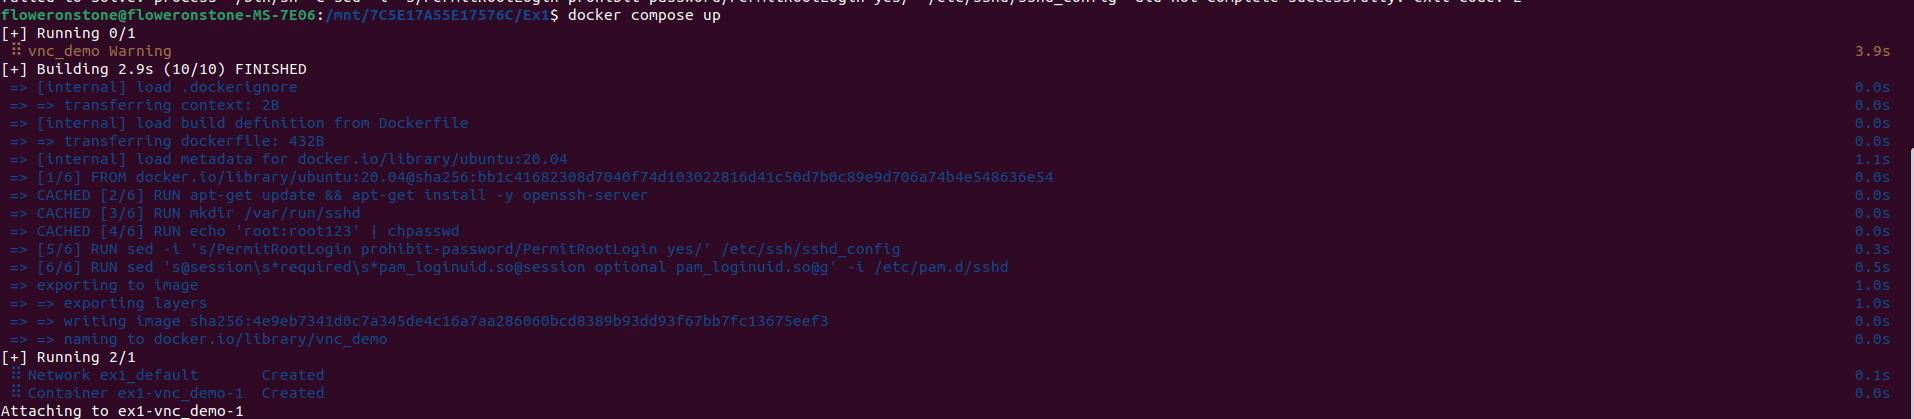 floweronstone@floweronstone-MS-7E06:/mnt/7C5E17A55E17576C/Ex1$ docker compose up
[+] Running 0/1
⠿ vnc_demo Warning 3.9s
[+] Building 2.9s (10/10) FINISHED
=> [internal] load .dockerignore 0.0s
=> => transferring context: 2B 0.0s
=> [internal] load build definition from Dockerfile 0.0s
=> => transferring dockerfile: 432B 0.0s
=> [internal] load metadata for docker.io/library/ubuntu:20.04 1.1s
=> [1/6] FROM docker.io/library/ubuntu:20.04@sha256:bb1c41682308d7040f74d103022816d41c50d7b0c89e9d706a74b4e548636e54 0.0s
=> CACHED [2/6] RUN apt-get update && apt-get install -y openssh-server 0.0s
=> CACHED [3/6] RUN mkdir /var/run/sshd 0.0s
=> CACHED [4/6] RUN echo 'root:root123' | chpasswd 0.0s
=> [5/6] RUN sed -i 's/PermitRootLogin prohibit-password/PermitRootLogin yes/' /etc/ssh/sshd_config 0.3s
=> [6/6] RUN sed 's@session\s*required\s*pam_loginuid.so@session optional pam_loginuid.so@g' -i /etc/pam.d/sshd 0.5s
=> exporting to image 1.0s
=> => exporting layers 1.0s
=> => writing image sha256:4e9eb7341d0c7a345de4c16a7aa286060bcd8389b93dd93f67bb7fc13675eef3 0.0s
=> => naming to docker.io/library/vnc_demo 0.0s
[+] Running 2/1
⠿ Network ex1_default Created 0.1s
⠿ Container ex1-vnc_demo-1 Created 0.0s
Attaching to ex1-vnc_demo-1